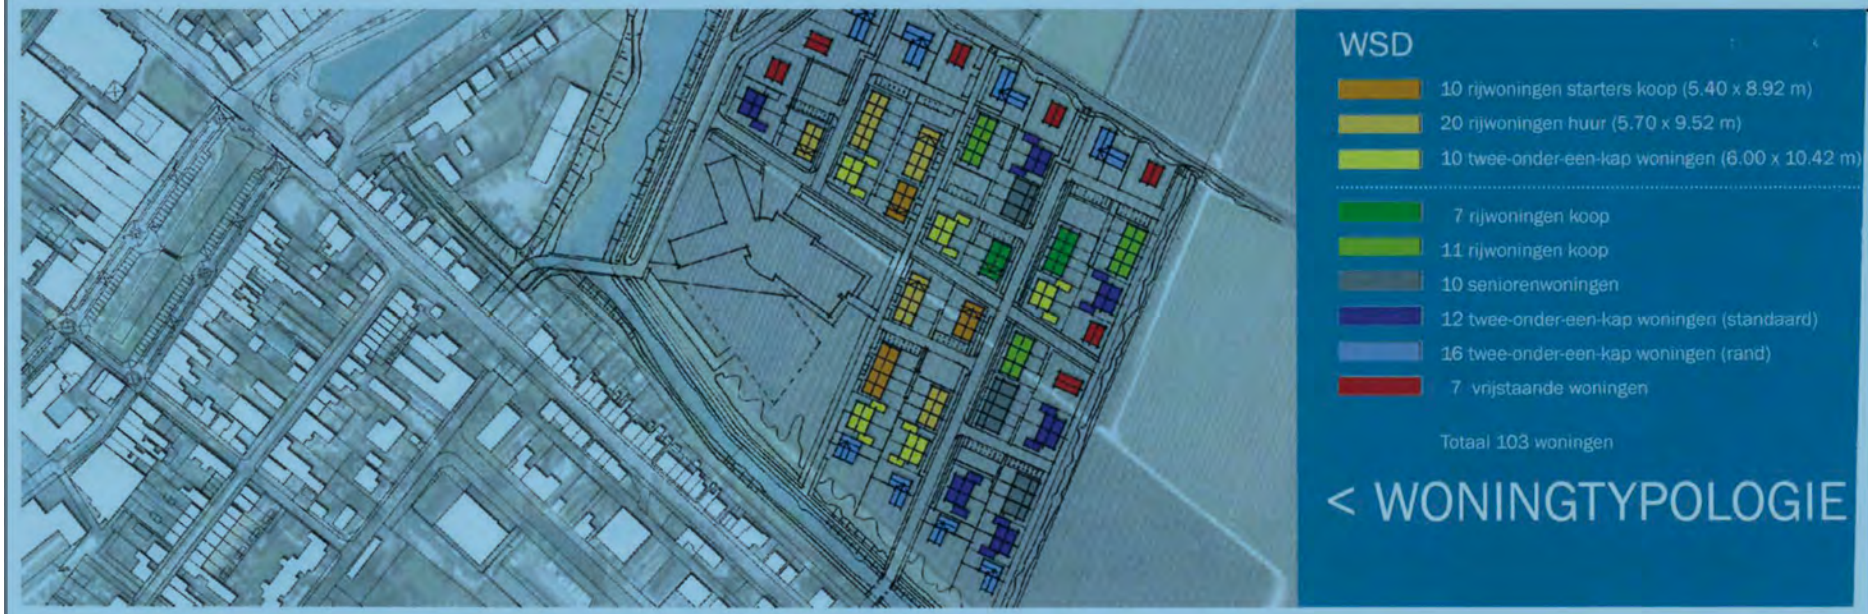 WSD
10 rijwoningen starters koop (5.40 x 8.92 m)
20 rijwoningen huur (5.70 x 9.52 m)
10 twee-onder-een-kap woningen (6.00 x 10.42 m)
7 rijwoningen koop
11 rijwoningen koop
10 seniorenwoningen
12 twee-onder-een-kap woningen (standaard)
16 twee-onder-een-kap woningen (rand)
7 vrijstaande woningen
Totaal 103 woningen
< WONINGTYPOLOGIE